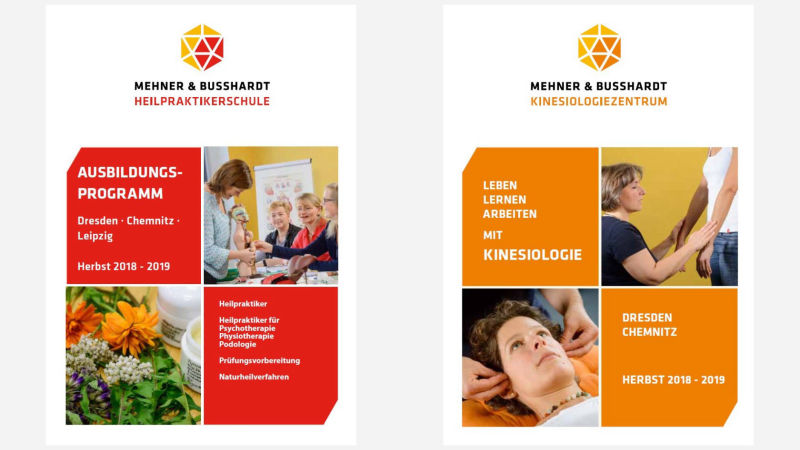 MEHNER & BUSSHARDT
HEILPRAKTIKERSCHULE
AUSBILDUNGS-
PROGRAMM
Dresden · Chemnitz ·
Leipzig
Herbst 2018 - 2019
Heilpraktiker
Heilpraktiker für
Psychotherapie
Physiotherapie
Podologie
Prüfungsvorbereitung
Naturheilverfahren
MEHNER & BUSSHARDT
KINESIOLOGIEZENTRUM
LEBEN
LERNEN
ARBEITEN
MIT
KINESIOLOGIE
DRESDEN
CHEMNITZ
HERBST 2018 - 2019